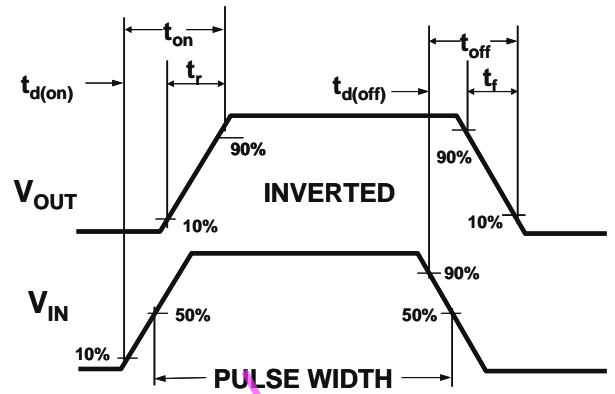 t_on
t_off
t_d(on)
t_r
t_d(off)
t_f
90%
90%
V_OUT
INVERTED
10%
10%
90%
V_IN
50%
50%
10%
PULSE WIDTH